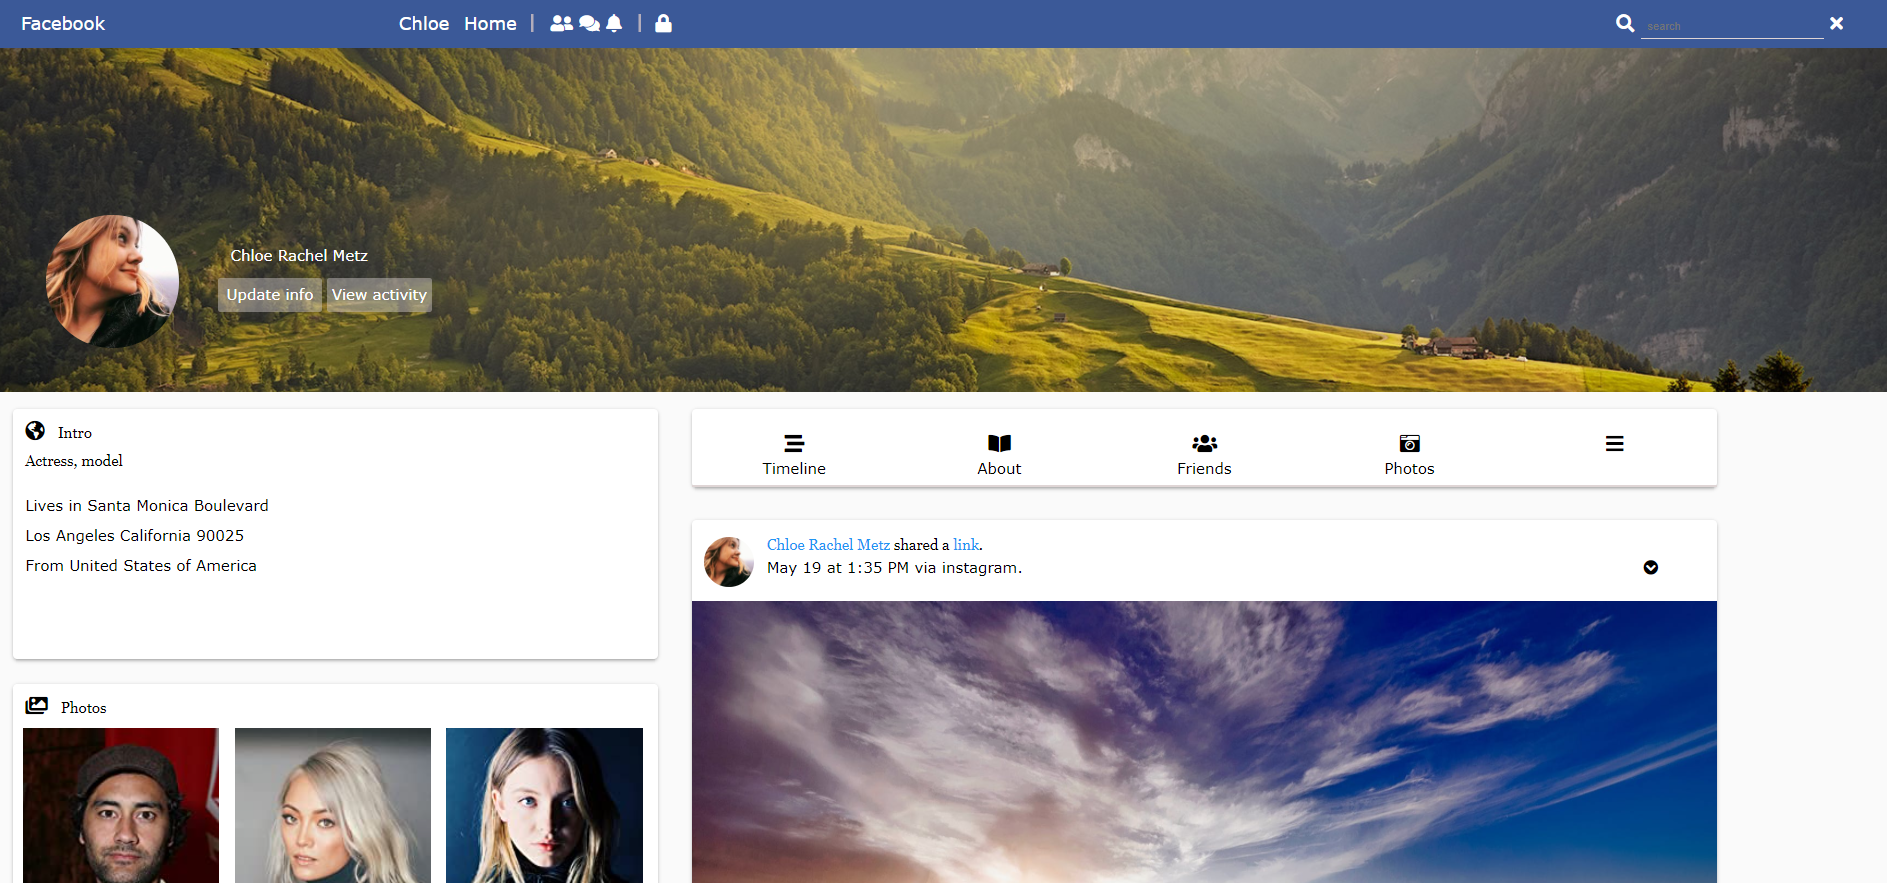 Facebook
Chloe Home
search
Chloe Rachel Metz
Update info
View activity
Intro
Actress, model
Lives in Santa Monica Boulevard
Los Angeles California 90025
From United States of America
Photos
Timeline
About
Friends
Photos
Chloe Rachel Metz shared a link.
May 19 at 1:35 PM via instagram.